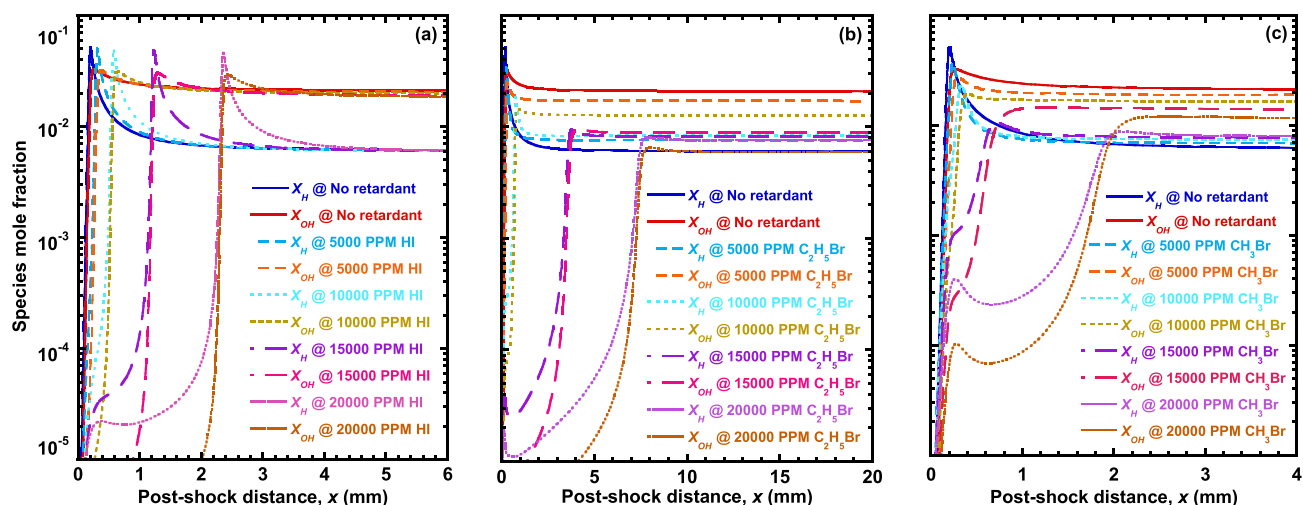 Species mole fraction
10⁻¹
10⁻²
10⁻³
10⁻⁴
10⁻⁵
(a)
X_H @ No retardant
X_OH @ No retardant
X_H @ 5000 PPM HI
X_OH @ 5000 PPM HI
X_H @ 10000 PPM HI
X_OH @ 10000 PPM HI
X_H @ 15000 PPM HI
X_OH @ 15000 PPM HI
X_H @ 20000 PPM HI
X_OH @ 20000 PPM HI
0 1 2 3 4 5 6
Post-shock distance, x (mm)
(b)
X_H @ No retardant
X_OH @ No retardant
X_H @ 5000 PPM C₂H₅Br
X_OH @ 5000 PPM C₂H₅Br
X_H @ 10000 PPM C₂H₅Br
X_OH @ 10000 PPM C₂H₅Br
X_H @ 15000 PPM C₂H₅Br
X_OH @ 15000 PPM C₂H₅Br
X_H @ 20000 PPM C₂H₅Br
X_OH @ 20000 PPM C₂H₅Br
0 5 10 15 20
Post-shock distance, x (mm)
(c)
X_H @ No retardant
X_OH @ No retardant
X_H @ 5000 PPM CH₃Br
X_OH @ 5000 PPM CH₃Br
X_H @ 10000 PPM CH₃Br
X_OH @ 10000 PPM CH₃Br
X_H @ 15000 PPM CH₃Br
X_OH @ 15000 PPM CH₃Br
X_H @ 20000 PPM CH₃Br
X_OH @ 20000 PPM CH₃Br
0 1 2 3 4
Post-shock distance, x (mm)